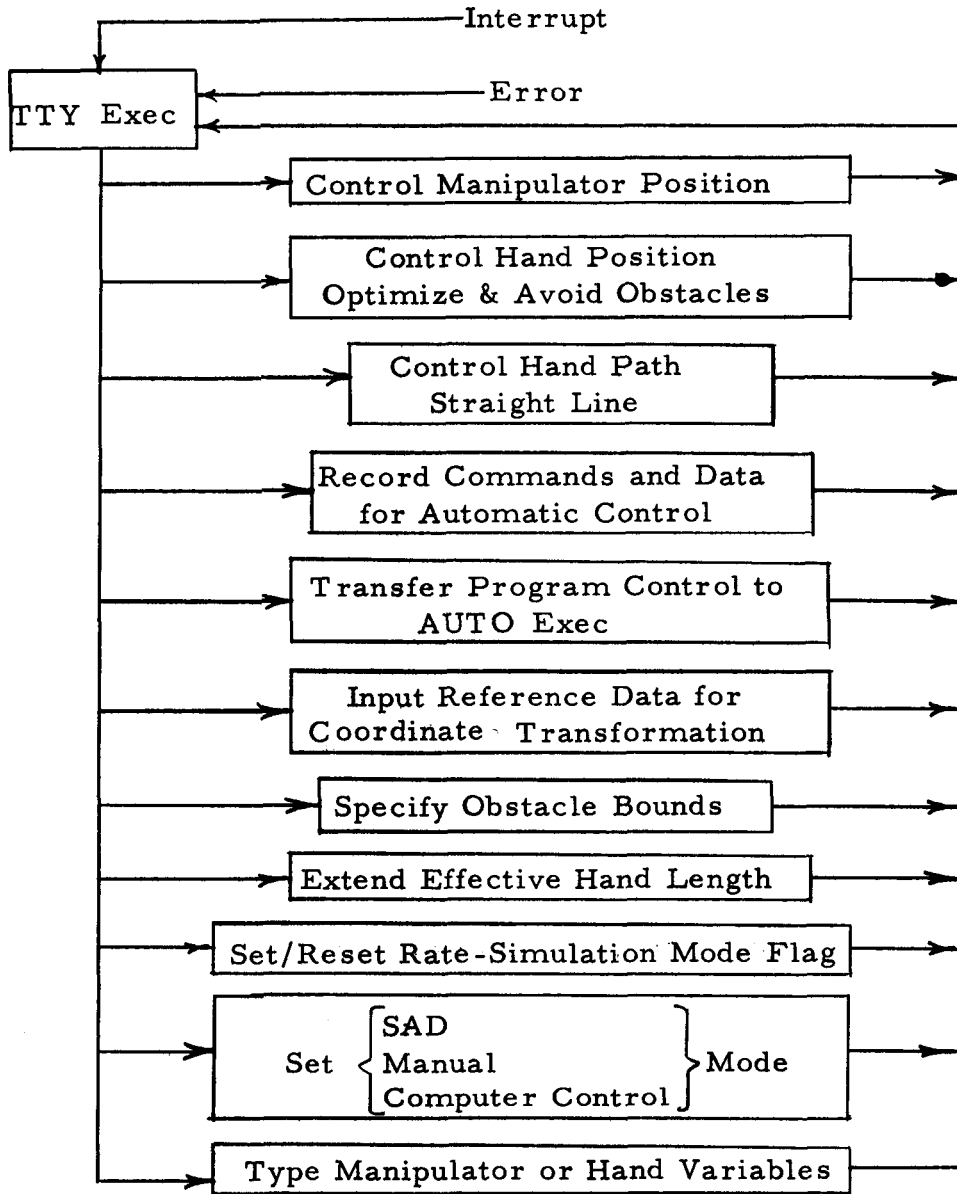 Interrupt
Error
TTY Exec
Control Manipulator Position
Control Hand Position
Optimize & Avoid Obstacles
Control Hand Path
Straight Line
Record Commands and Data
for Automatic Control
Transfer Program Control to
AUTO Exec
Input Reference Data for
Coordinate Transformation
Specify Obstacle Bounds
Extend Effective Hand Length
Set/Reset Rate-Simulation Mode Flag
SAD
Set Manual Mode
Computer Control
Type Manipulator or Hand Variables